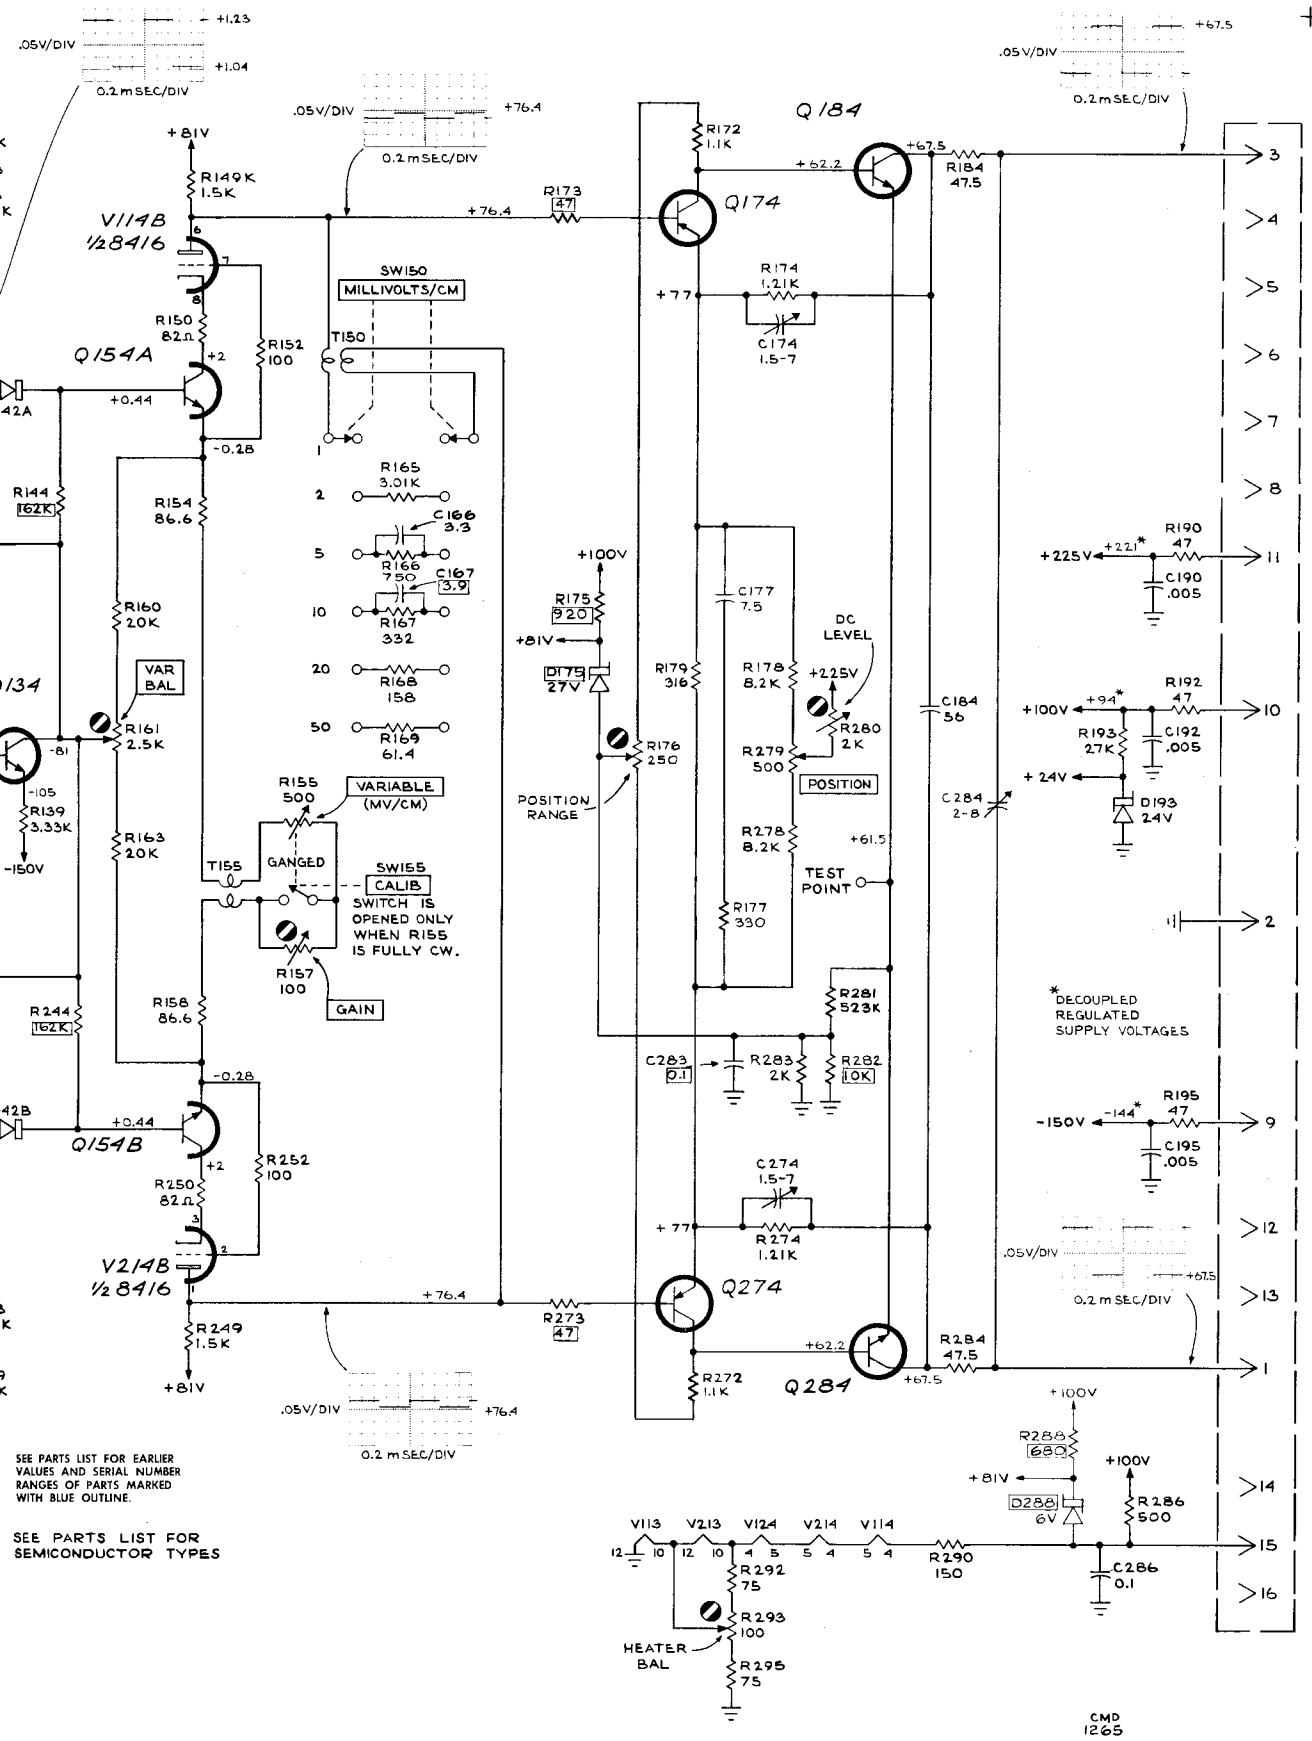 +1.23
.05V/DIV
+1.04
0.2mSEC/DIV
+81V
R149K
1.5K
V114B
½8416
6
7
8
R150
82Ω
R152
100
Q154A
+2
+0.44
42A
-0.28
R144
162K
R154
86.6
R160
20K
VAR
BAL
134
R161
2.5K
-81
-105
R139
3.33K
-150V
R163
20K
T155
R155
500
VARIABLE
(MV/CM)
GANGED
SW155
CALIB
SWITCH IS
OPENED ONLY
WHEN R155
IS FULLY CW.
R157
100
GAIN
R158
86.6
R244
162K
-0.28
42B
+0.44
Q154B
+2
R252
100
R250
82Ω
3
2
V214B
½8416
1
R249
1.5K
+81V
.05V/DIV
+76.4
0.2mSEC/DIV
+76.4
SW150
MILLIVOLTS/CM
T150
1
2
R165
3.01K
5
C166
3.3
R166
750
10
C167
3.9
R167
332
20
R168
158
50
R169
61.4
+76.4
.05V/DIV
+76.4
0.2 mSEC/DIV
R173
47
R172
1.1K
Q174
+62.2
Q184
+67.5
R184
47.5
.05V/DIV
+67.5
0.2mSEC/DIV
+77
R174
1.21K
C174
1.5-7
+100V
R175
920
+81V
D175
27V
R176
250
POSITION
RANGE
C177
7.5
R179
316
R178
8.2K
DC
LEVEL
+225V
R280
2K
R279
500
POSITION
R278
8.2K
R177
330
C184
56
C284
2-8
+61.5
TEST
POINT
R281
523K
C283
0.1
R283
2K
R282
10K
+77
C274
1.5-7
R274
1.21K
Q274
R273
47
R272
1.1K
+62.2
Q284
+67.5
R284
47.5
.05V/DIV
+67.5
0.2mSEC/DIV
3
4
5
6
7
8
+225V
+221*
R190
47
11
C190
.005
+100V
+94*
R192
47
10
R193
27K
C192
.005
+24V
D193
24V
2
*DECOUPLED
REGULATED
SUPPLY VOLTAGES
-150V
-144*
R195
47
9
C195
.005
12
13
1
14
15
16
+100V
R288
680
+81V
D288
6V
+100V
R286
500
C286
0.1
V113
V213
V124
V214
V114
12
10
12
10
4
5
5
4
5
4
R290
150
R292
75
R293
100
HEATER
BAL
R295
75
SEE PARTS LIST FOR EARLIER
VALUES AND SERIAL NUMBER
RANGES OF PARTS MARKED
WITH BLUE OUTLINE.
SEE PARTS LIST FOR
SEMICONDUCTOR TYPES
CMD
1265